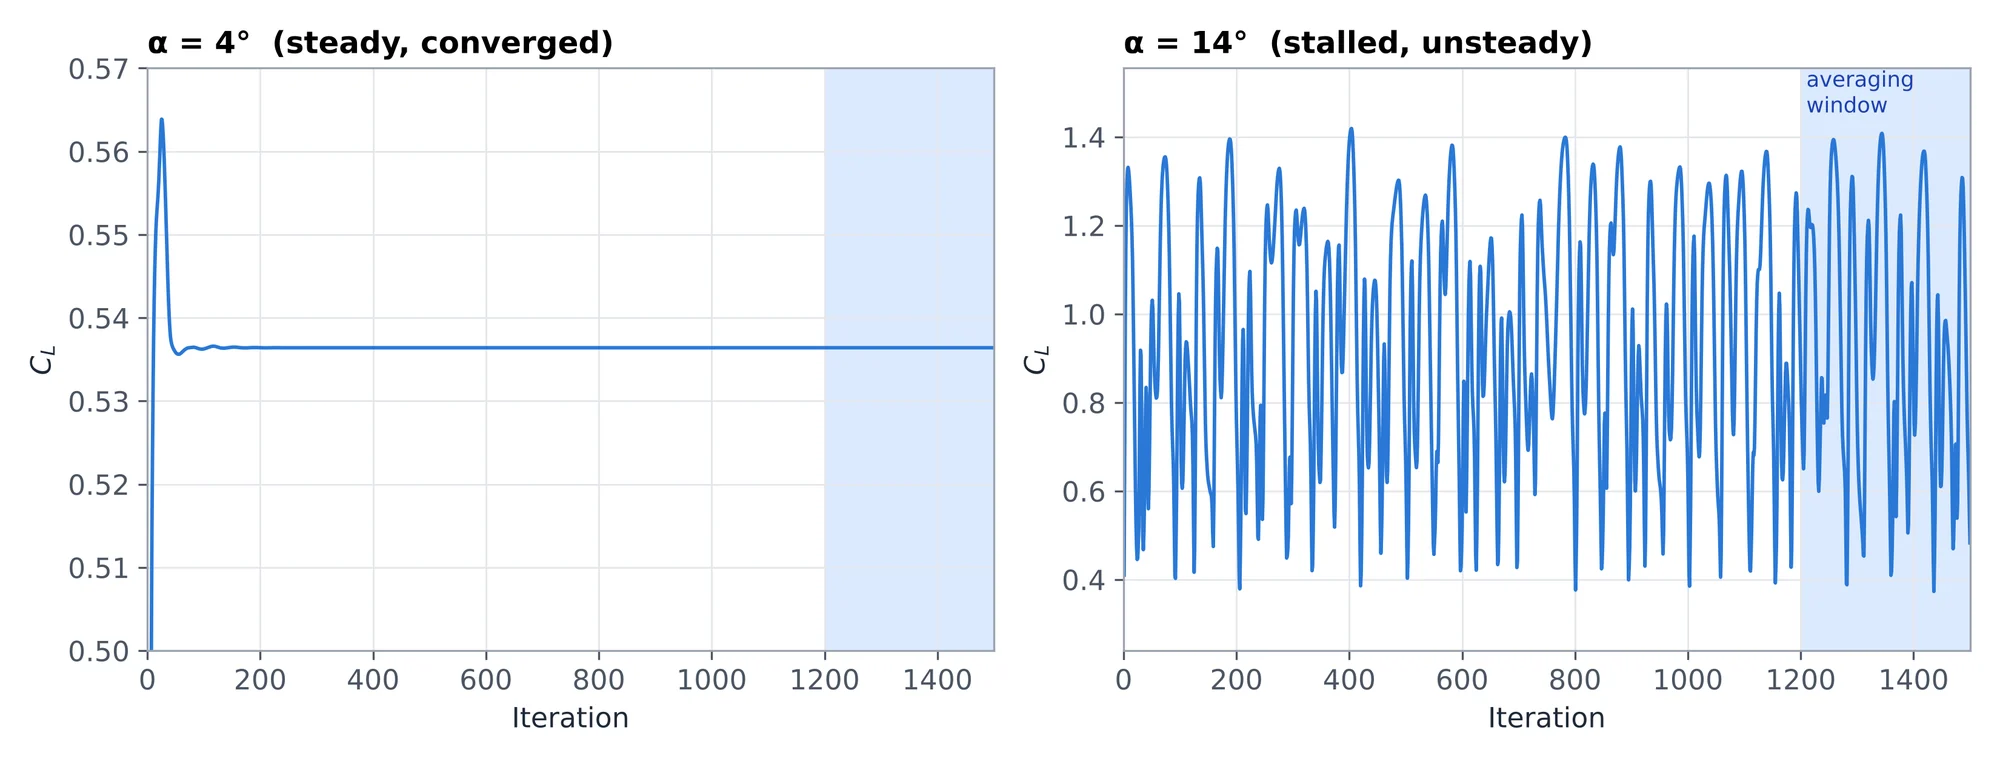 α = 4°  (steady, converged)
0.57
0.56
0.55
0.54
0.53
0.52
0.51
0.50
C_L
0 200 400 600 800 1000 1200 1400
Iteration
α = 14°  (stalled, unsteady)
averaging
window
1.4
1.2
1.0
0.8
0.6
0.4
C_L
0 200 400 600 800 1000 1200 1400
Iteration